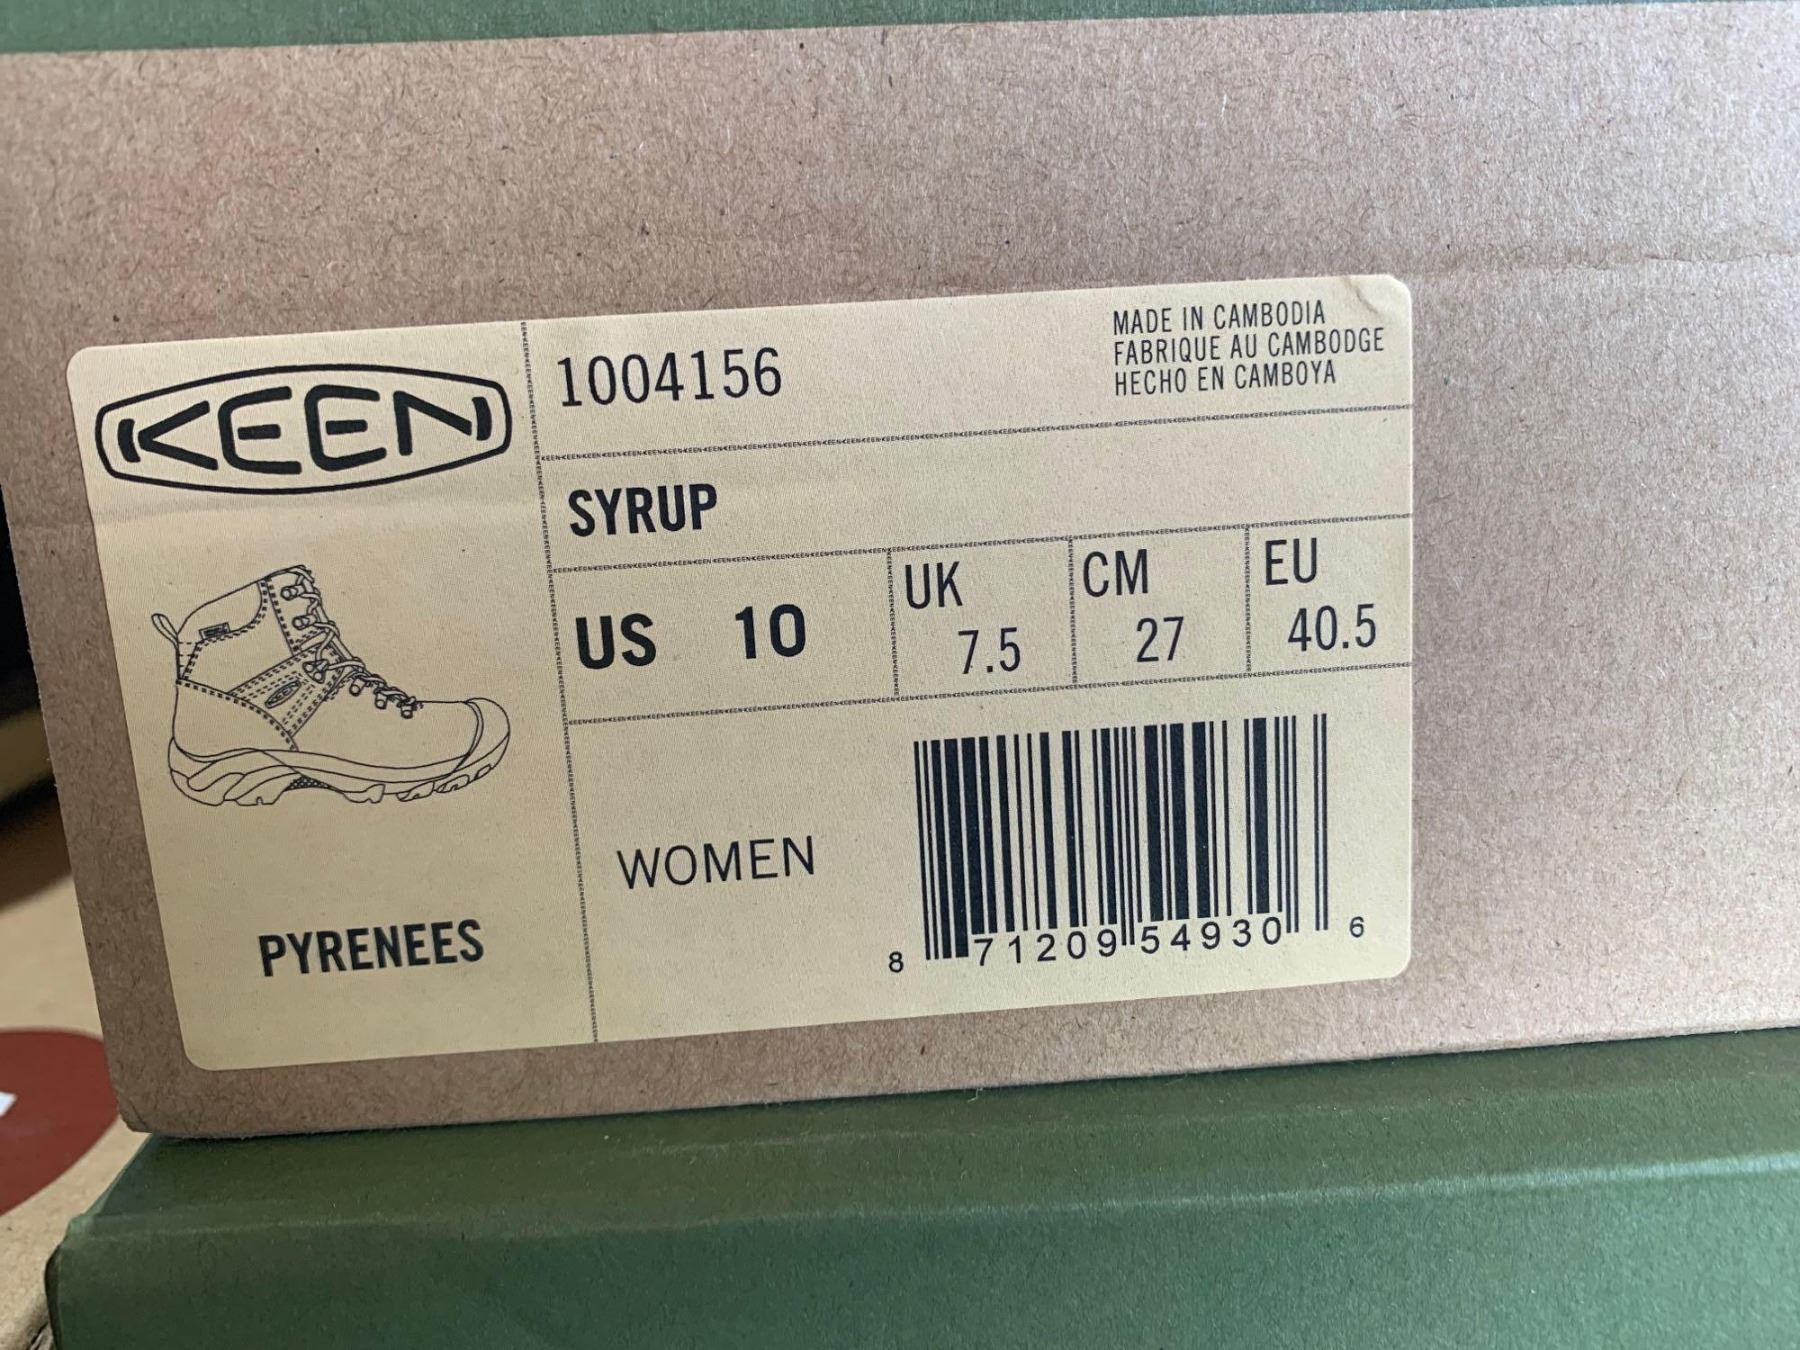 KEEN
1004156
MADE IN CAMBODIA
FABRIQUE AU CAMBODGE
HECHO EN CAMBOYA
SYRUP
US 10
UK 7.5
CM 27
EU 40.5
WOMEN
PYRENEES
8 71209 54930 6